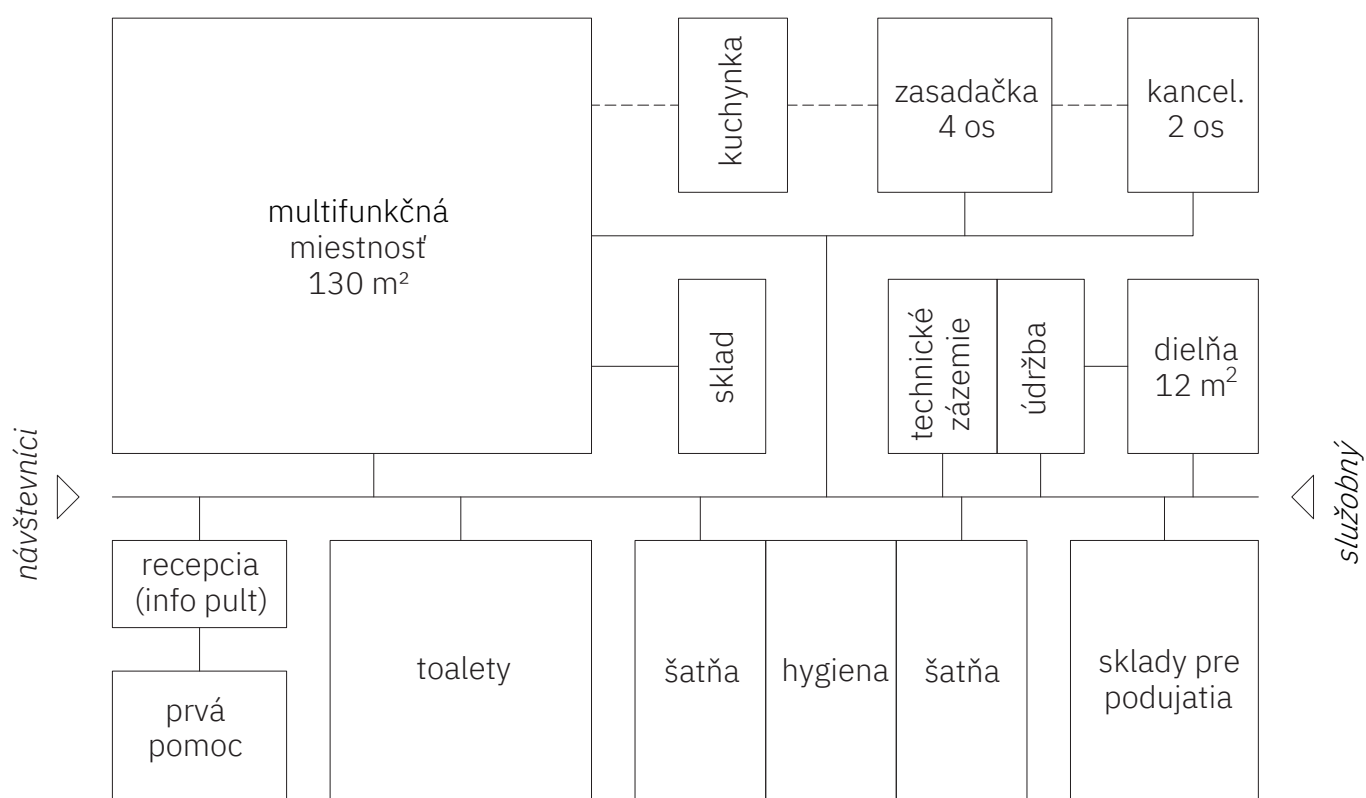 multifunkčná
miestnosť
130 m²
kuchynka
zasadačka
4 os
kancel.
2 os
sklad
technické
zázemie
údržba
dielňa
12 m²
návštevníci
služobný
recepcia
(info pult)
prvá
pomoc
toalety
šatňa
hygiena
šatňa
sklady pre
podujatia